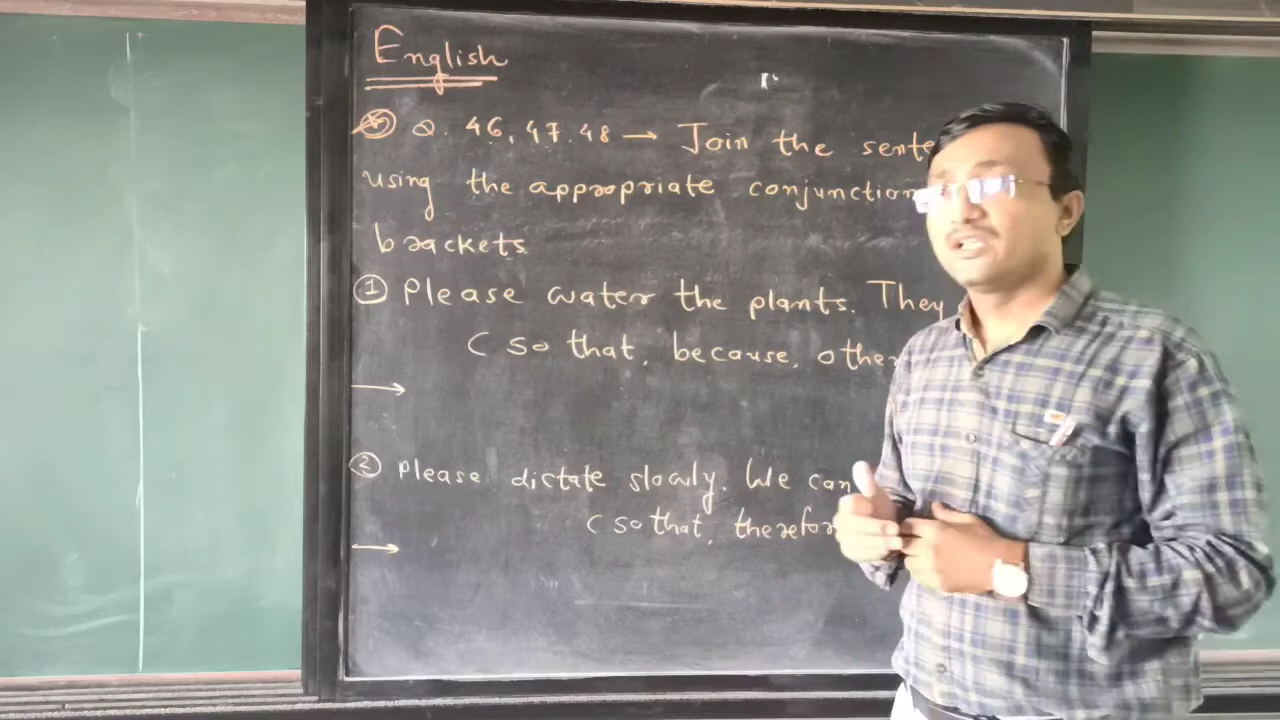 English
Q. 46, 47. 48 → Join the sente
using the appropriate conjunction
brackets
① Please water the plants. They
( so that, because, other
→
② Please dictate slowly. We can
( so that, therefor
→